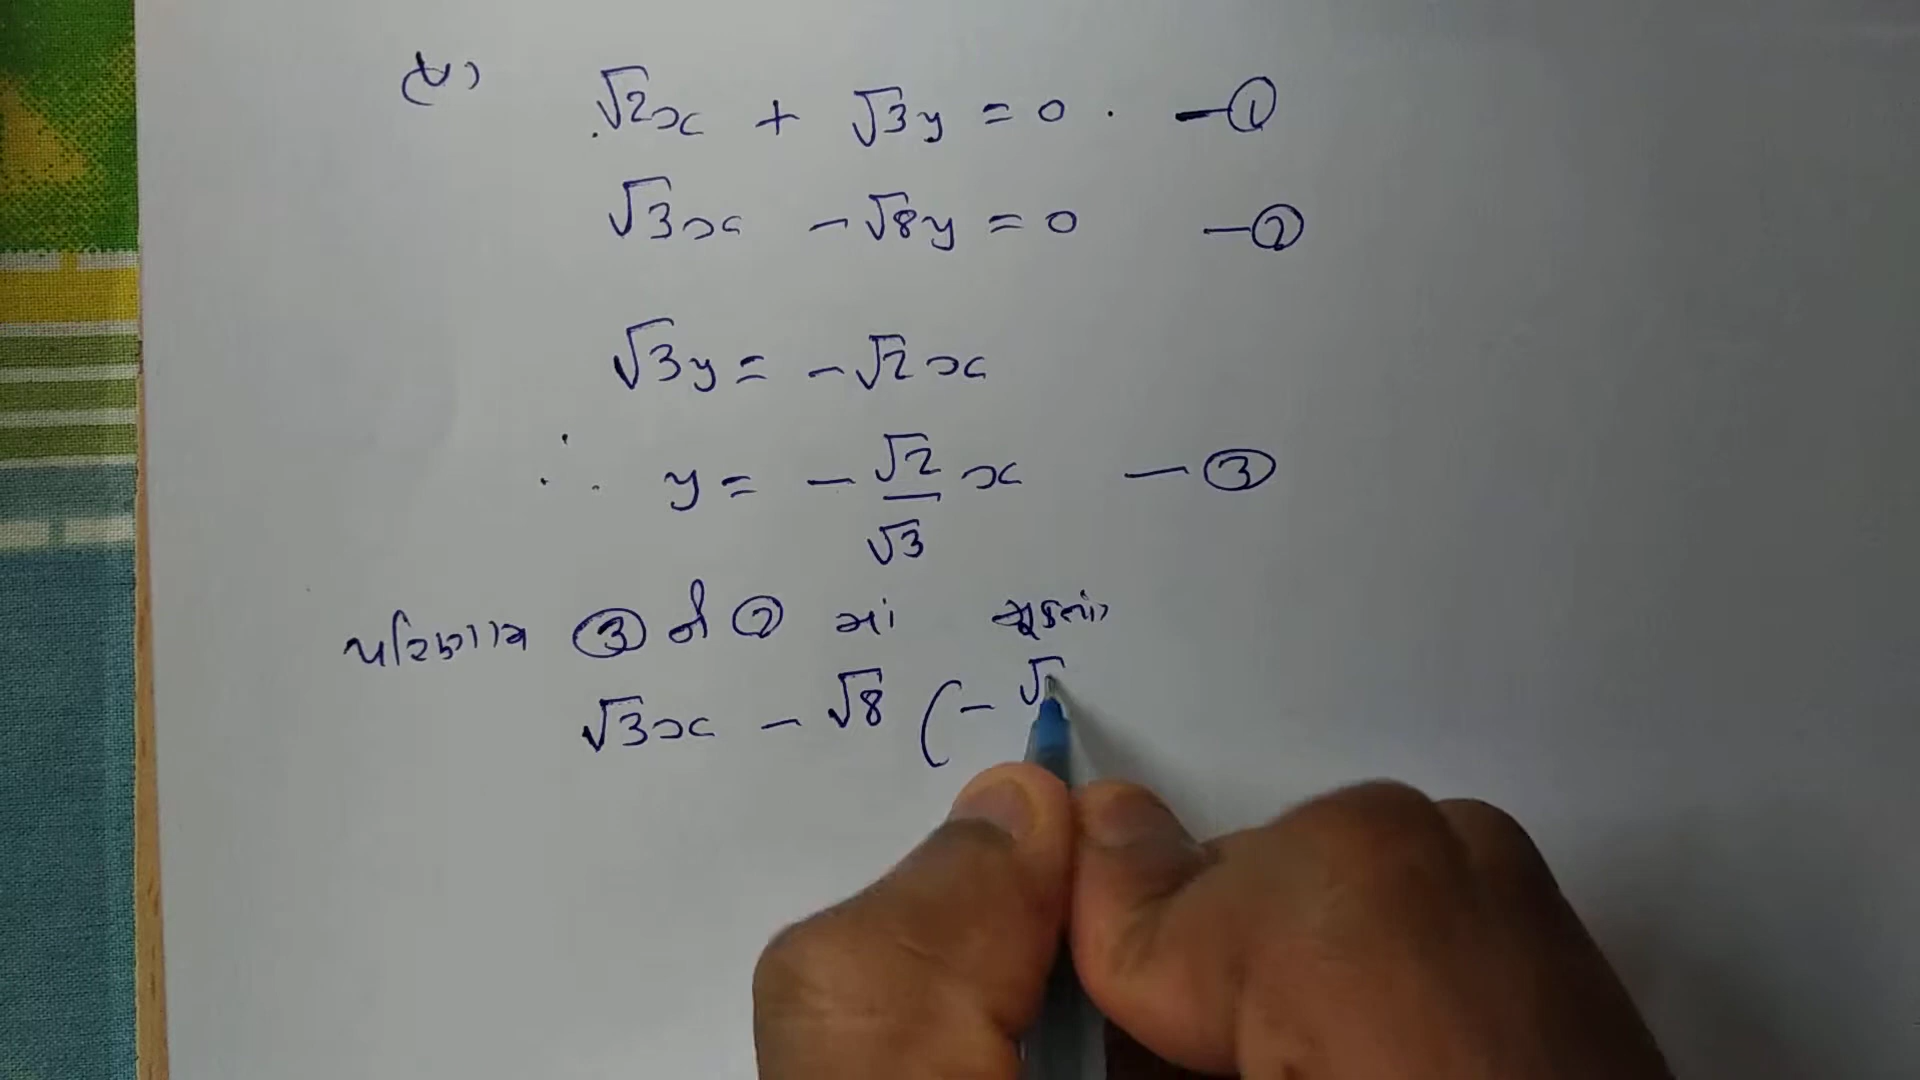 (૫) √2x + √3y = 0 . — ①
√3x − √8y = 0 — ②
√3y = − √2x
∴ y = − √2/√3 x — ③
પરિણામ ③ ને ② માં મૂકતાં
√3x − √8 (− √